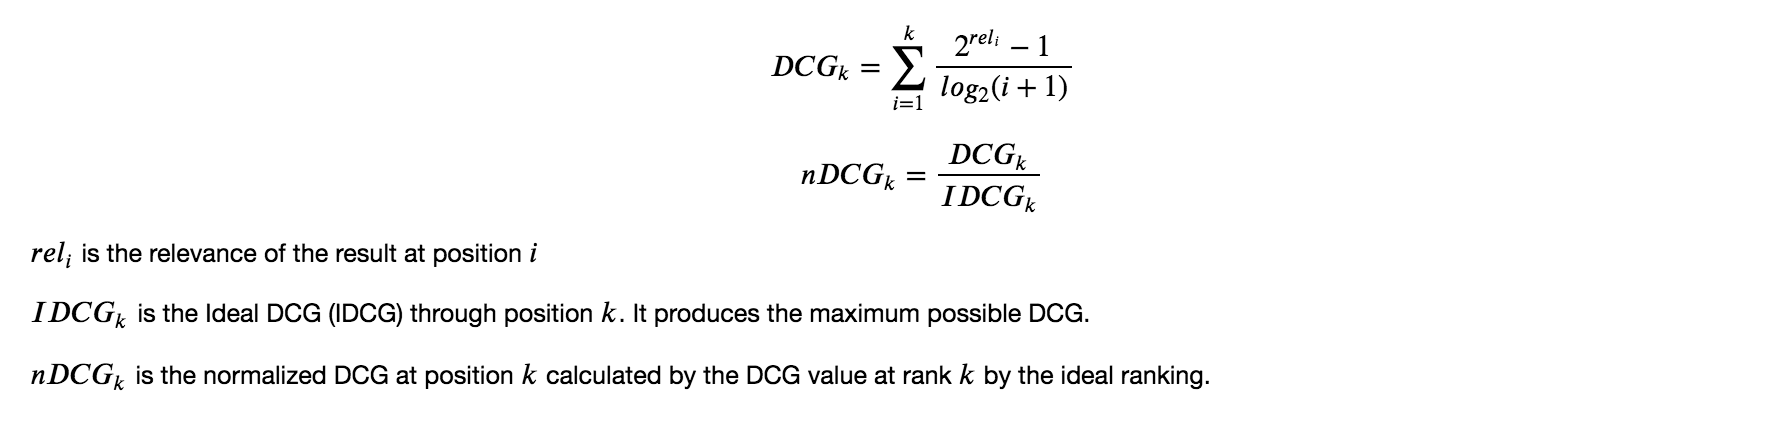 DCG_k = \sum_{i=1}^{k} \frac{2^{rel_i} - 1}{log_2(i + 1)}
nDCG_k = \frac{DCG_k}{IDCG_k}
rel_i is the relevance of the result at position i
IDCG_k is the Ideal DCG (IDCG) through position k. It produces the maximum possible DCG.
nDCG_k is the normalized DCG at position k calculated by the DCG value at rank k by the ideal ranking.